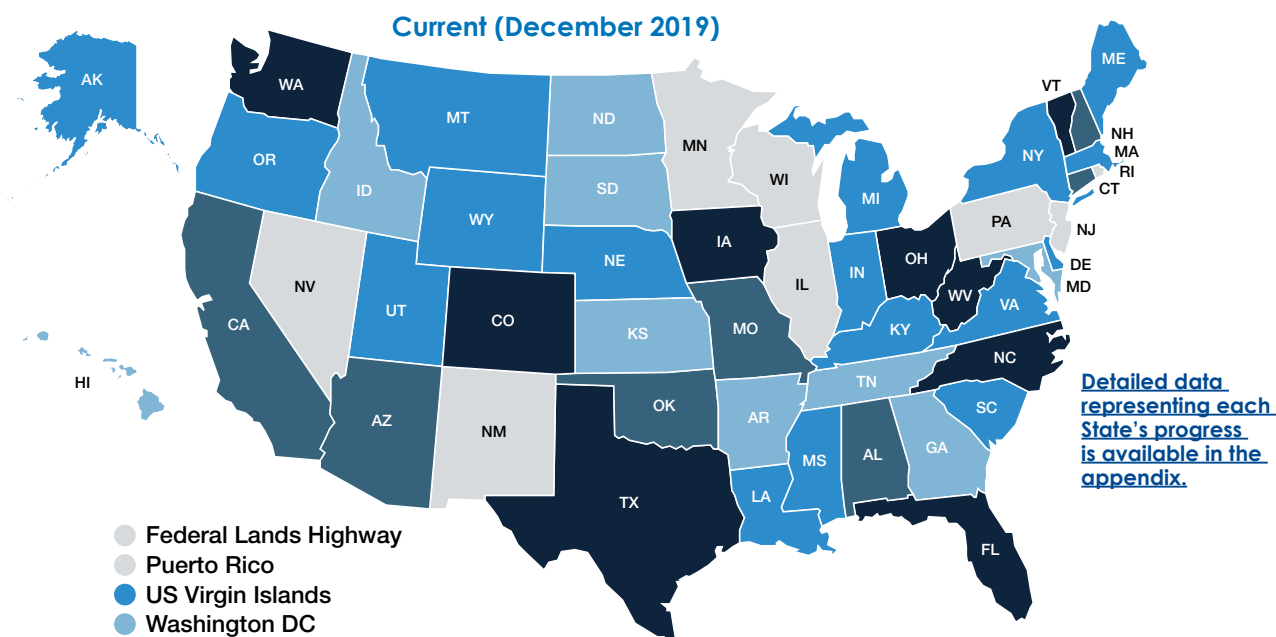 Current (December 2019)
AK
WA
MT
ND
MN
VT
ME
OR
ID
SD
WI
MI
NY
NH
MA
RI
CT
WY
IA
PA
NJ
NV
UT
NE
IL
IN
OH
DE
MD
CA
CO
KS
MO
WV
VA
KY
HI
AZ
NM
OK
AR
TN
NC
SC
MS
AL
GA
LA
TX
FL
Detailed data
representing each
State's progress
is available in the
appendix.
Federal Lands Highway
Puerto Rico
US Virgin Islands
Washington DC